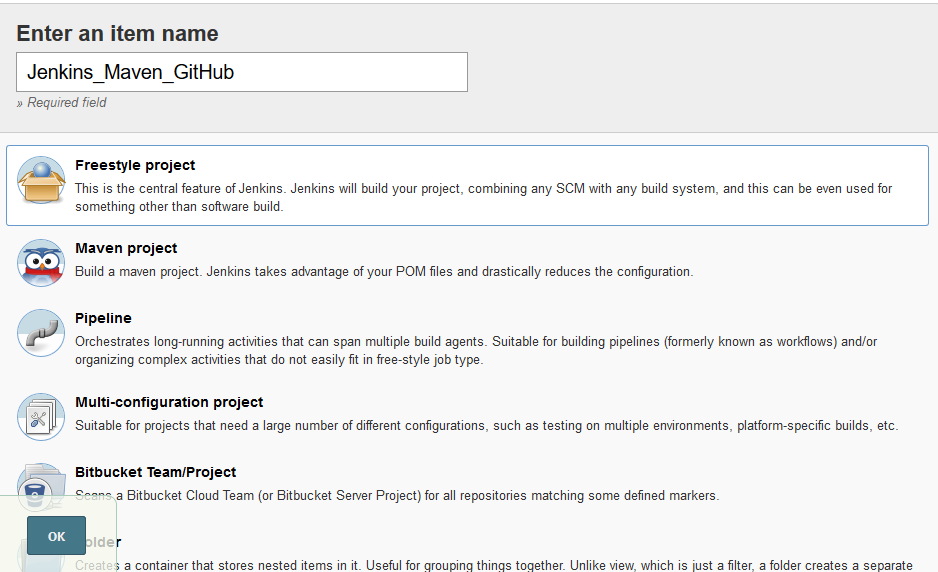 Enter an item name
Jenkins_Maven_GitHub
» Required field
Freestyle project
This is the central feature of Jenkins. Jenkins will build your project, combining any SCM with any build system, and this can be even used for
something other than software build.
Maven project
Build a maven project. Jenkins takes advantage of your POM files and drastically reduces the configuration.
Pipeline
Orchestrates long-running activities that can span multiple build agents. Suitable for building pipelines (formerly known as workflows) and/or
organizing complex activities that do not easily fit in free-style job type.
Multi-configuration project
Suitable for projects that need a large number of different configurations, such as testing on multiple environments, platform-specific builds, etc.
Bitbucket Team/Project
Scans a Bitbucket Cloud Team (or Bitbucket Server Project) for all repositories matching some defined markers.
OK
older
Creates a container that stores nested items in it. Useful for grouping things together. Unlike view, which is just a filter, a folder creates a separate